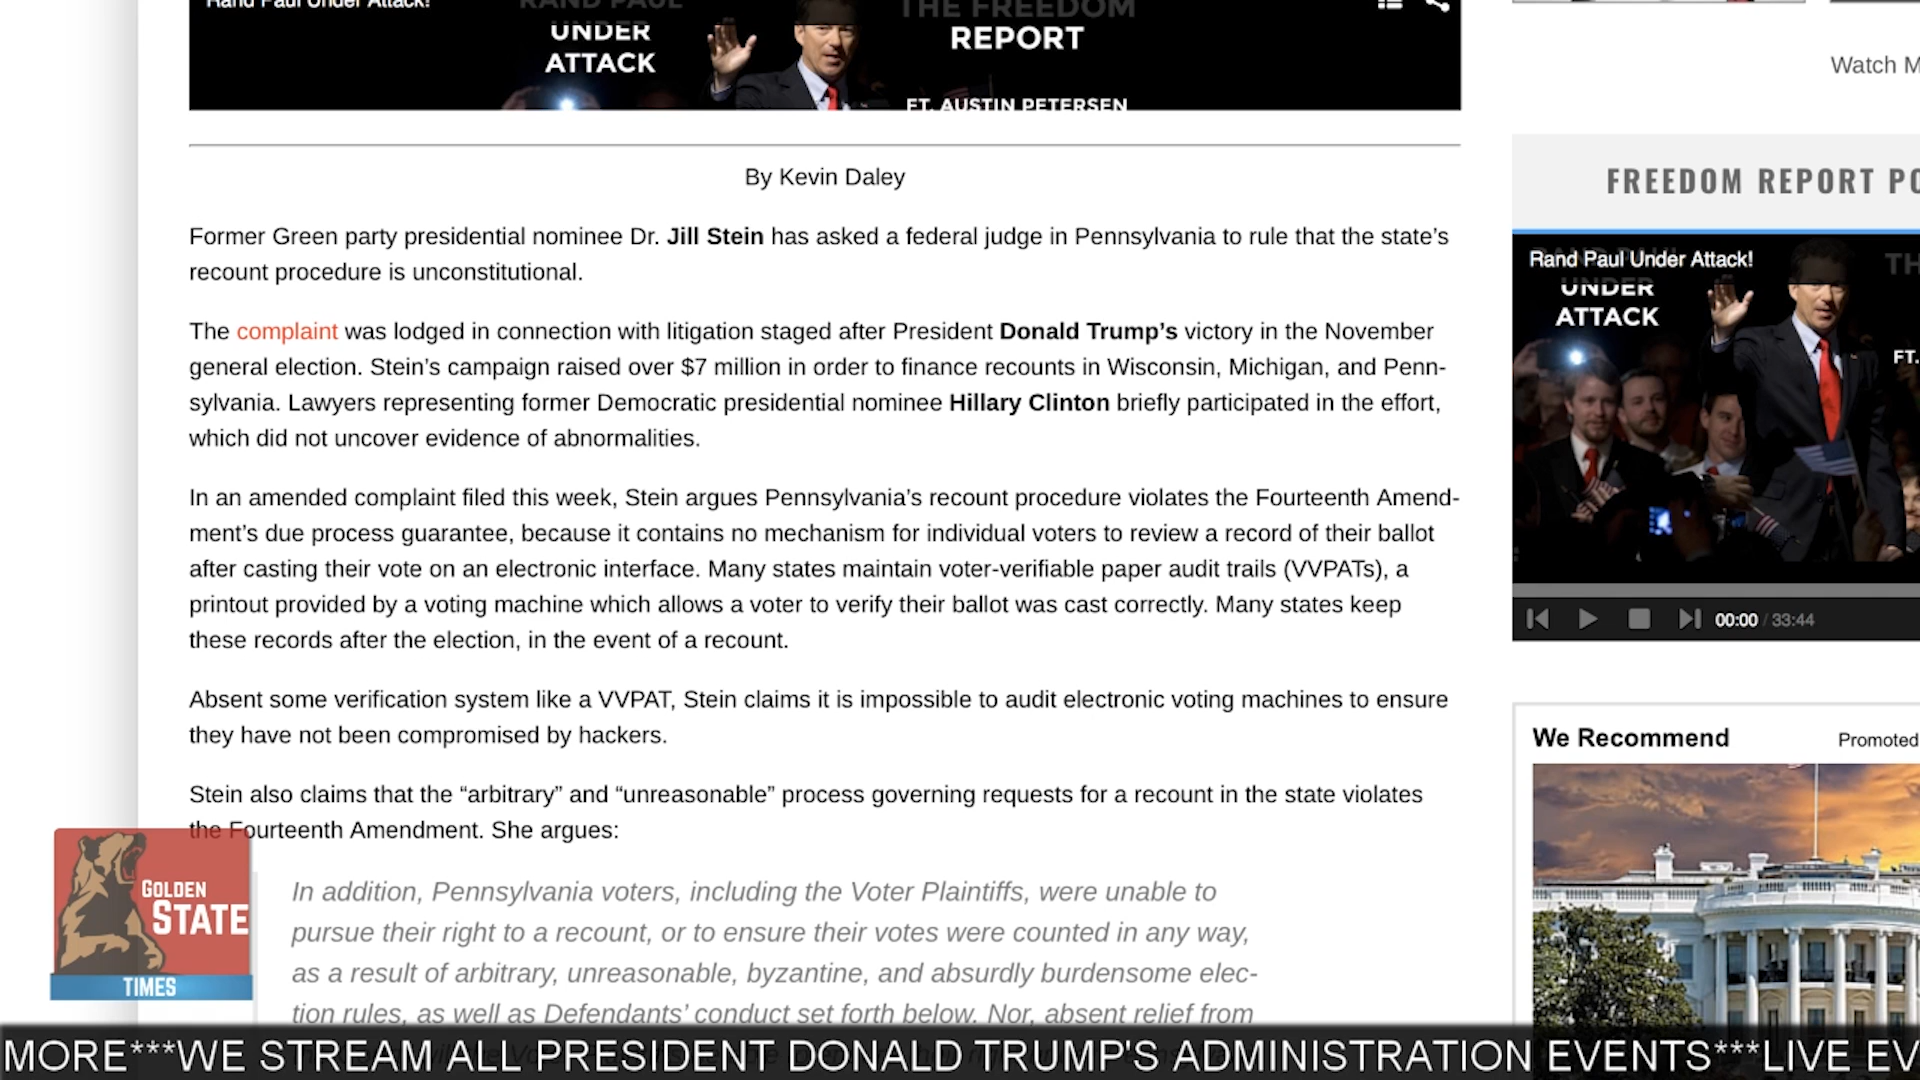 Rand Paul Under Attack!
RAND PAUL
UNDER
ATTACK
THE FREEDOM
REPORT
FT. AUSTIN PETERSEN
By Kevin Daley
Former Green party presidential nominee Dr. Jill Stein has asked a federal judge in Pennsylvania to rule that the state’s
recount procedure is unconstitutional.
The complaint was lodged in connection with litigation staged after President Donald Trump’s victory in the November
general election. Stein’s campaign raised over $7 million in order to finance recounts in Wisconsin, Michigan, and Penn-
sylvania. Lawyers representing former Democratic presidential nominee Hillary Clinton briefly participated in the effort,
which did not uncover evidence of abnormalities.
In an amended complaint filed this week, Stein argues Pennsylvania’s recount procedure violates the Fourteenth Amend-
ment’s due process guarantee, because it contains no mechanism for individual voters to review a record of their ballot
after casting their vote on an electronic interface. Many states maintain voter-verifiable paper audit trails (VVPATs), a
printout provided by a voting machine which allows a voter to verify their ballot was cast correctly. Many states keep
these records after the election, in the event of a recount.
Absent some verification system like a VVPAT, Stein claims it is impossible to audit electronic voting machines to ensure
they have not been compromised by hackers.
Stein also claims that the “arbitrary” and “unreasonable” process governing requests for a recount in the state violates
the Fourteenth Amendment. She argues:
In addition, Pennsylvania voters, including the Voter Plaintiffs, were unable to
pursue their right to a recount, or to ensure their votes were counted in any way,
as a result of arbitrary, unreasonable, byzantine, and absurdly burdensome elec-
tion rules, as well as Defendants’ conduct set forth below. Nor, absent relief from
Watch M
FREEDOM REPORT PO
Rand Paul Under Attack!
UNDER
ATTACK
TH
FT.
00:00 / 33:44
We Recommend
Promoted
GOLDEN
STATE
TIMES
MORE***WE STREAM ALL PRESIDENT DONALD TRUMP'S ADMINISTRATION EVENTS***LIVE EV